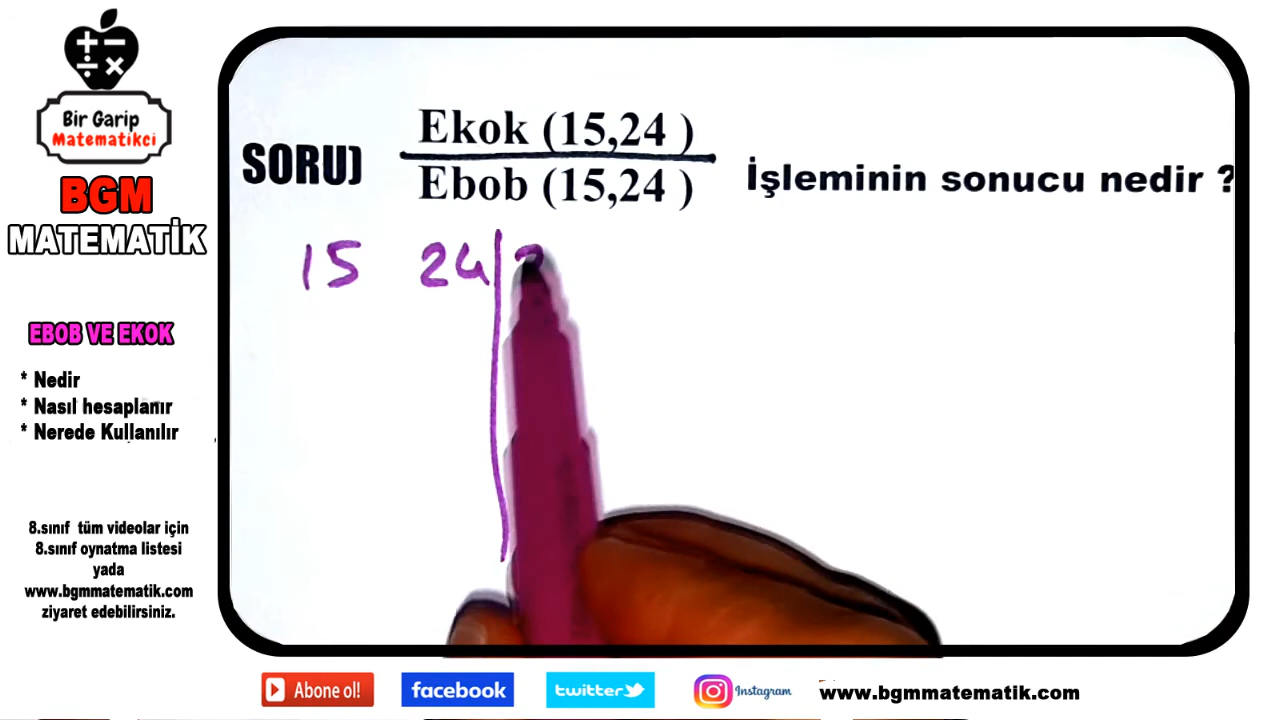 Bir Garip
Matematikci
BGM
MATEMATİK
EBOB VE EKOK
* Nedir
* Nasıl hesaplanır
* Nerede Kullanılır
8.sınıf tüm videolar için
8.sınıf oynatma listesi
yada
www.bgmmatematik.com
ziyaret edebilirsiniz.
SORU)
Ekok (15,24 )
Ebob (15,24 )
İşleminin sonucu nedir ?
15 24
Abone ol!
facebook
twitter
Instagram
www.bgmmatematik.com